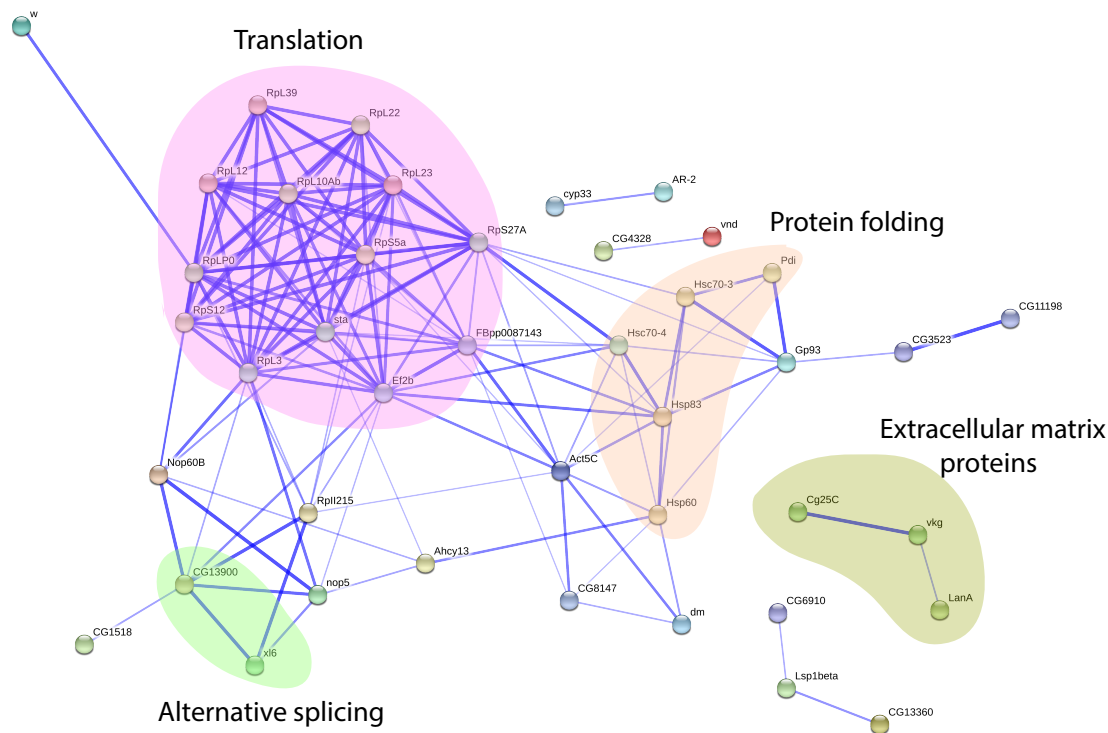 w
Translation
RpL39
RpL22
RpL12
RpL10Ab
RpL23
cyp33
AR-2
RpS27A
CG4328
vnd
Protein folding
RpS5a
Pdi
RpLP0
Hsc70-3
RpS12
sta
FBpp0087143
Hsc70-4
CG11198
CG3523
Gp93
RpL3
Ef2b
Hsp83
Extracellular matrix
proteins
Nop60B
Act5C
RpII215
Hsp60
Cg25C
vkg
Ahcy13
CG13900
nop5
CG8147
dm
CG6910
LanA
CG1518
xl6
Lsp1beta
CG13360
Alternative splicing